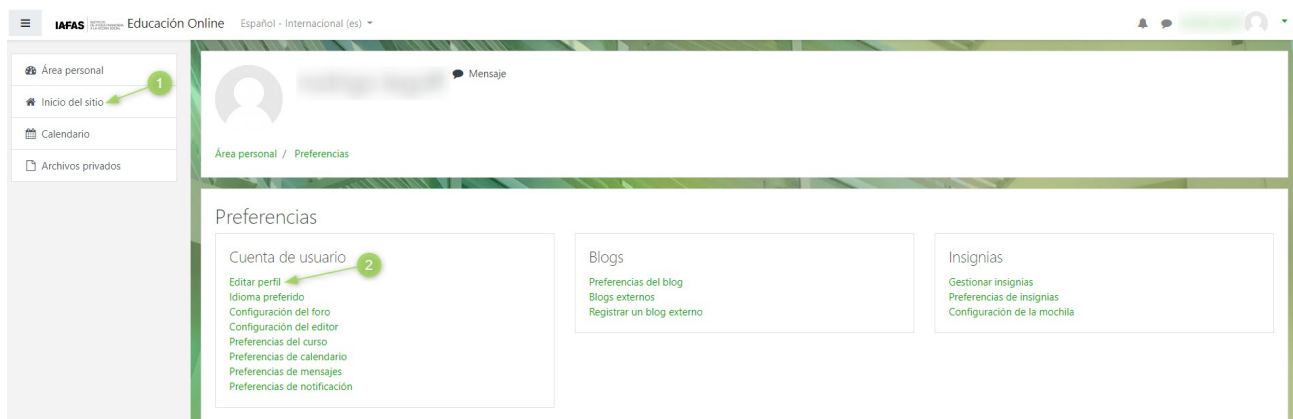 IAFAS Educación Online Español - Internacional (es)
Área personal
1
Inicio del sitio
Calendario
Archivos privados
Mensaje
Área personal / Preferencias
Preferencias
Cuenta de usuario
2
Editar perfil
Idioma preferido
Configuración del foro
Configuración del editor
Preferencias del curso
Preferencias de calendario
Preferencias de mensajes
Preferencias de notificación
Blogs
Preferencias del blog
Blogs externos
Registrar un blog externo
Insignias
Gestionar insignias
Preferencias de insignias
Configuración de la mochila